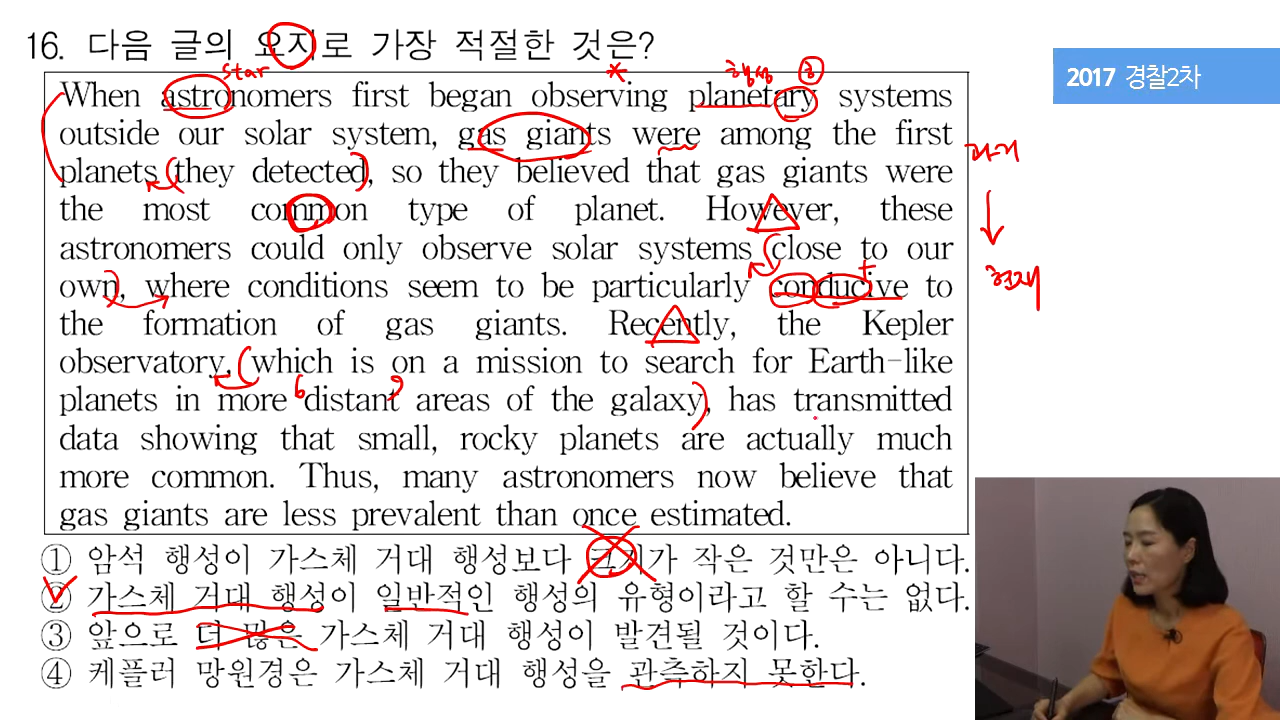 16. 다음 글의 요지로 가장 적절한 것은?
2017 경찰2차
star
행성
형
When astronomers first began observing planetary systems
outside our solar system, gas giants were among the first
과거
planets (they detected), so they believed that gas giants were
the most common type of planet. However, these
astronomers could only observe solar systems (close to our
현재
own), where conditions seem to be particularly conducive to
the formation of gas giants. Recently, the Kepler
observatory, (which is on a mission to search for Earth-like
planets in more distant areas of the galaxy), has transmitted
data showing that small, rocky planets are actually much
more common. Thus, many astronomers now believe that
gas giants are less prevalent than once estimated.
① 암석 행성이 가스체 거대 행성보다 크기가 작은 것만은 아니다.
② 가스체 거대 행성이 일반적인 행성의 유형이라고 할 수는 없다.
③ 앞으로 더 많은 가스체 거대 행성이 발견될 것이다.
④ 케플러 망원경은 가스체 거대 행성을 관측하지 못한다.